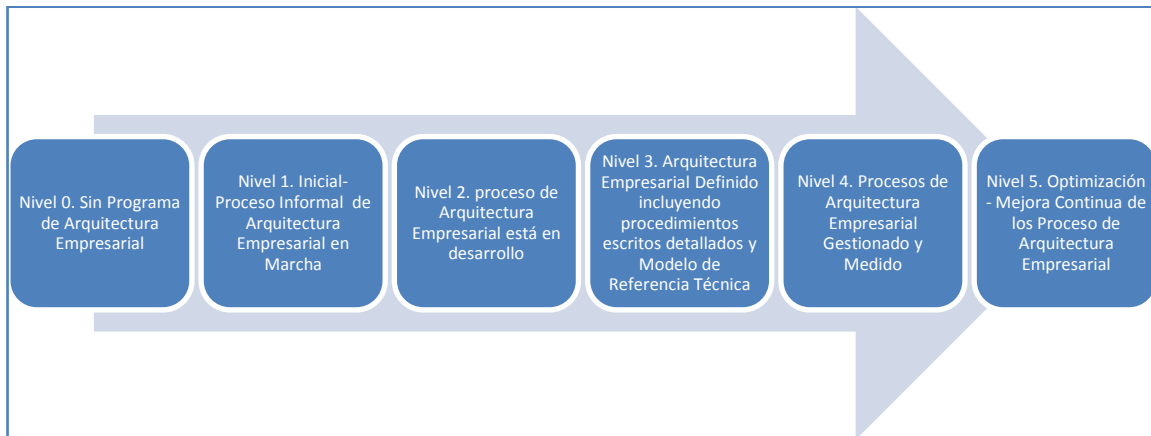 Nivel 0. Sin Programa
de Arquitectura
Empresarial
Nivel 1. Inicial-
Proceso Informal de
Arquitectura
Empresarial en
Marcha
Nivel 2. proceso de
Arquitectura
Empresarial está en
desarrollo
Nivel 3. Arquitectura
Empresarial Definido
incluyendo
procedimientos
escritos detallados y
Modelo de
Referencia Técnica
Nivel 4. Procesos de
Arquitectura
Empresarial
Gestionado y
Medido
Nivel 5. Optimización
- Mejora Continua de
los Proceso de
Arquitectura
Empresarial